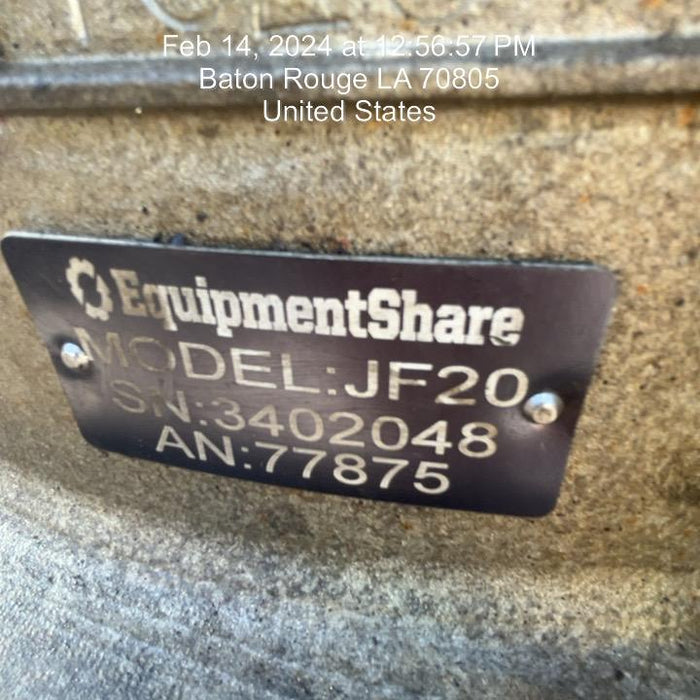 Feb 14, 2024 at 12:56:57 PM
Baton Rouge LA 70805
United States
EquipmentShare
MODEL:JF20
SN:3402048
AN:77875